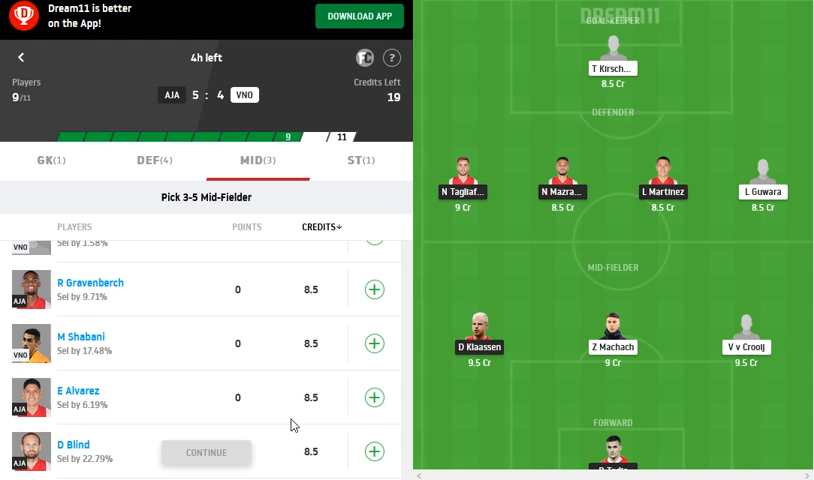 Dream11 is better
on the App!
DOWNLOAD APP
4h left
FC
?
Players
9/11
AJA 5 : 4 VNO
Credits Left
19
9
11
GK(1) DEF(4) MID(3) ST(1)
Pick 3-5 Mid-Fielder
PLAYERS POINTS CREDITS↓
Sel by 1.58%
VNO
R Gravenberch
Sel by 9.71%
AJA
0 8.5
M Shabani
Sel by 17.48%
VNO
0 8.5
E Alvarez
Sel by 6.19%
AJA
0 8.5
D Blind
Sel by 22.79%
AJA
8.5
CONTINUE
DREAM11
GOAL-KEEPER
T Kirsch...
8.5 Cr
DEFENDER
N Tagliaf... N Mazra... L Martinez L Guwara
9 Cr 8.5 Cr 8.5 Cr 8.5 Cr
MID-FIELDER
D Klaassen Z Machach V v Crooij
9.5 Cr 9 Cr 9.5 Cr
FORWARD